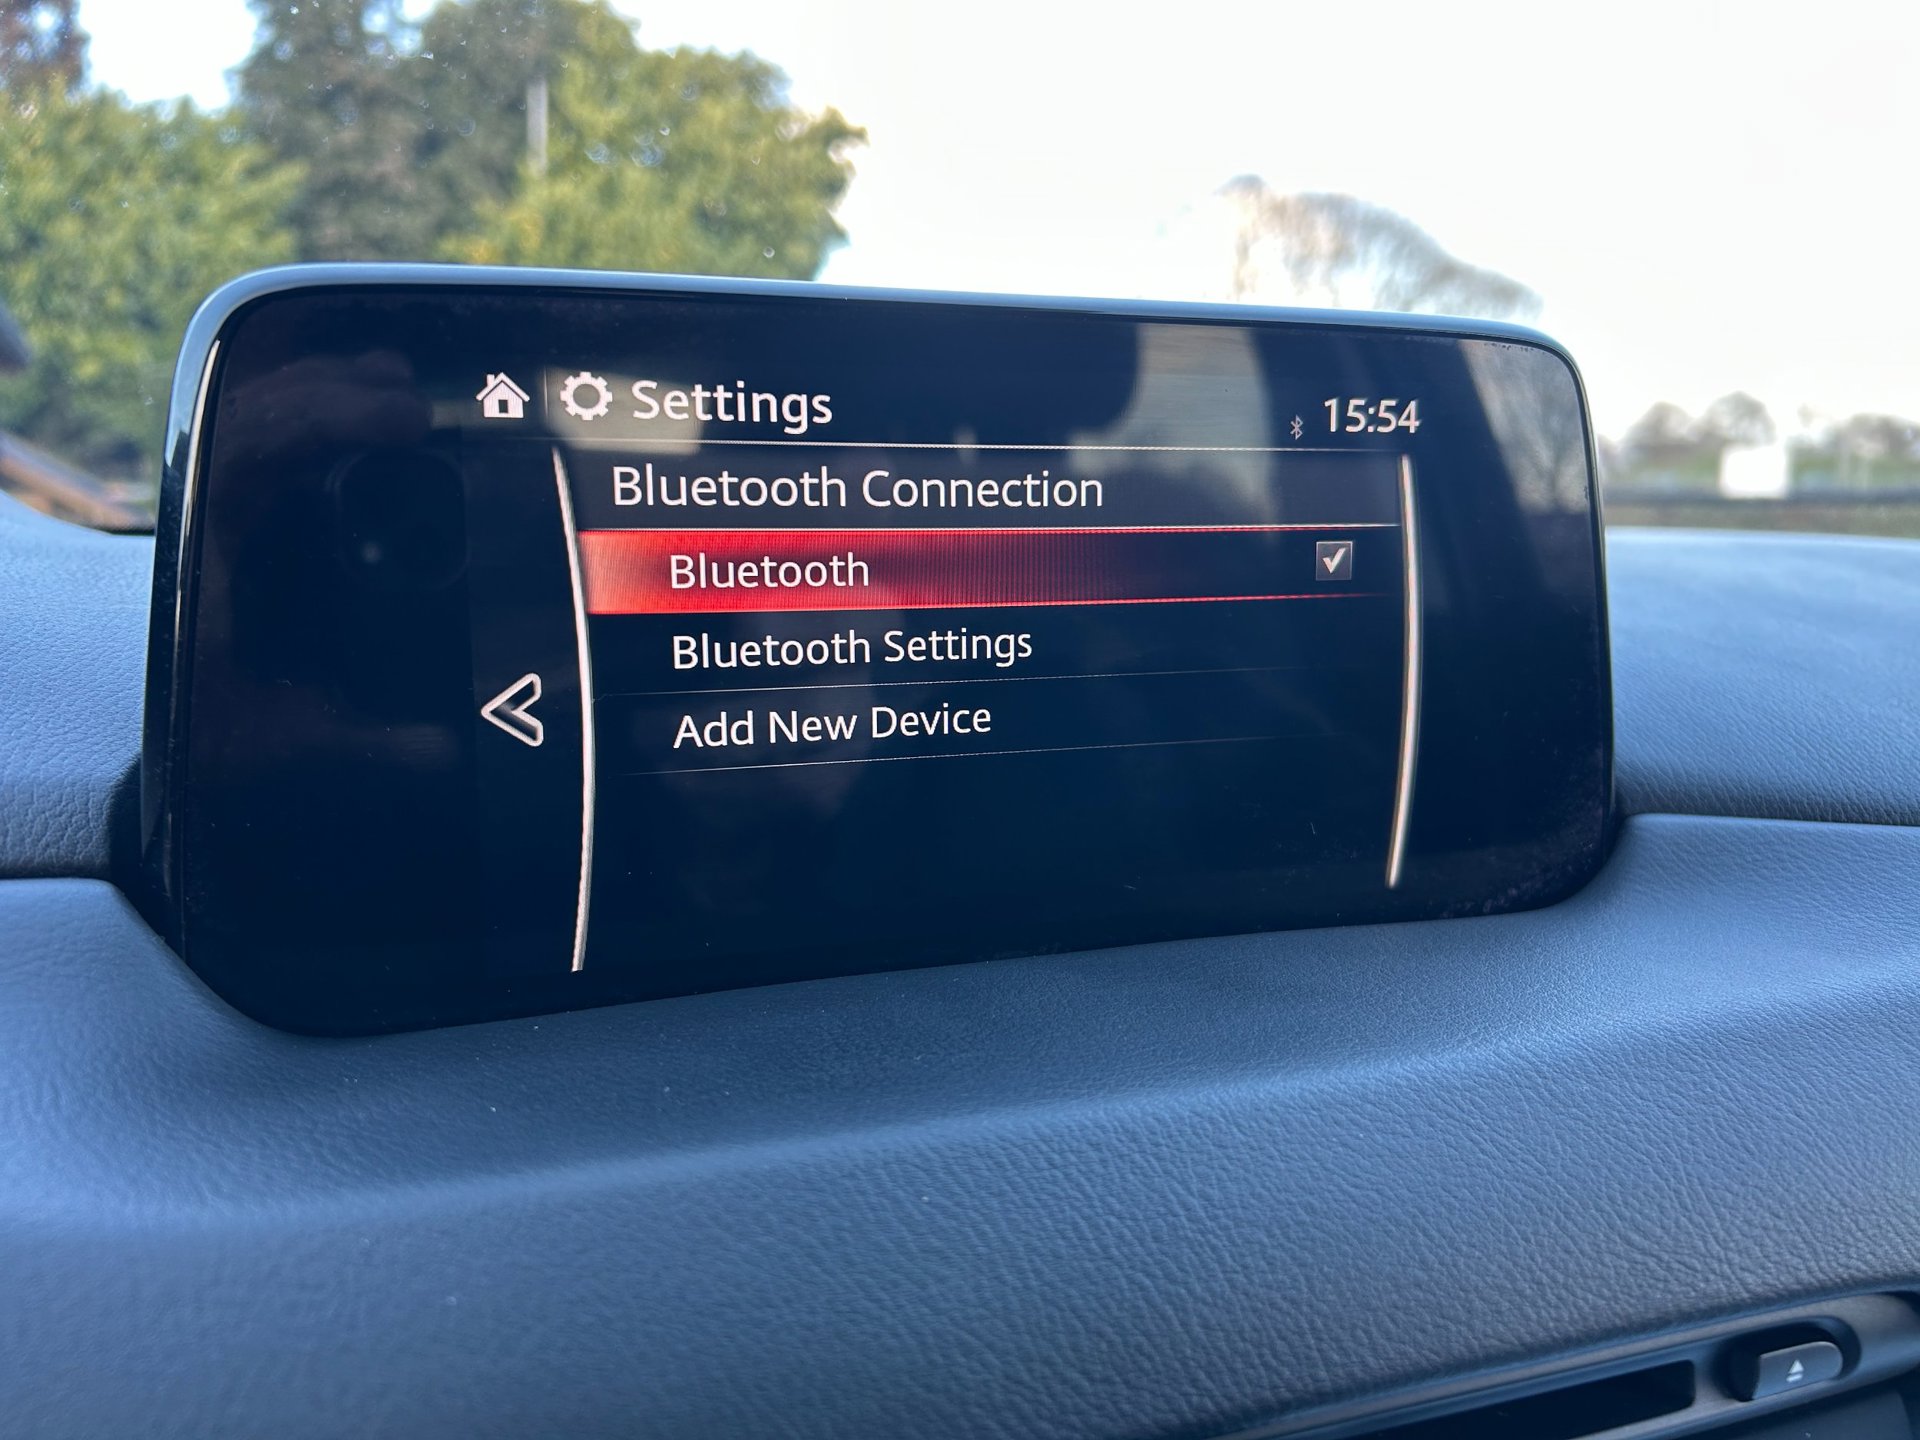 Settings
15:54
Bluetooth Connection
Bluetooth
Bluetooth Settings
Add New Device